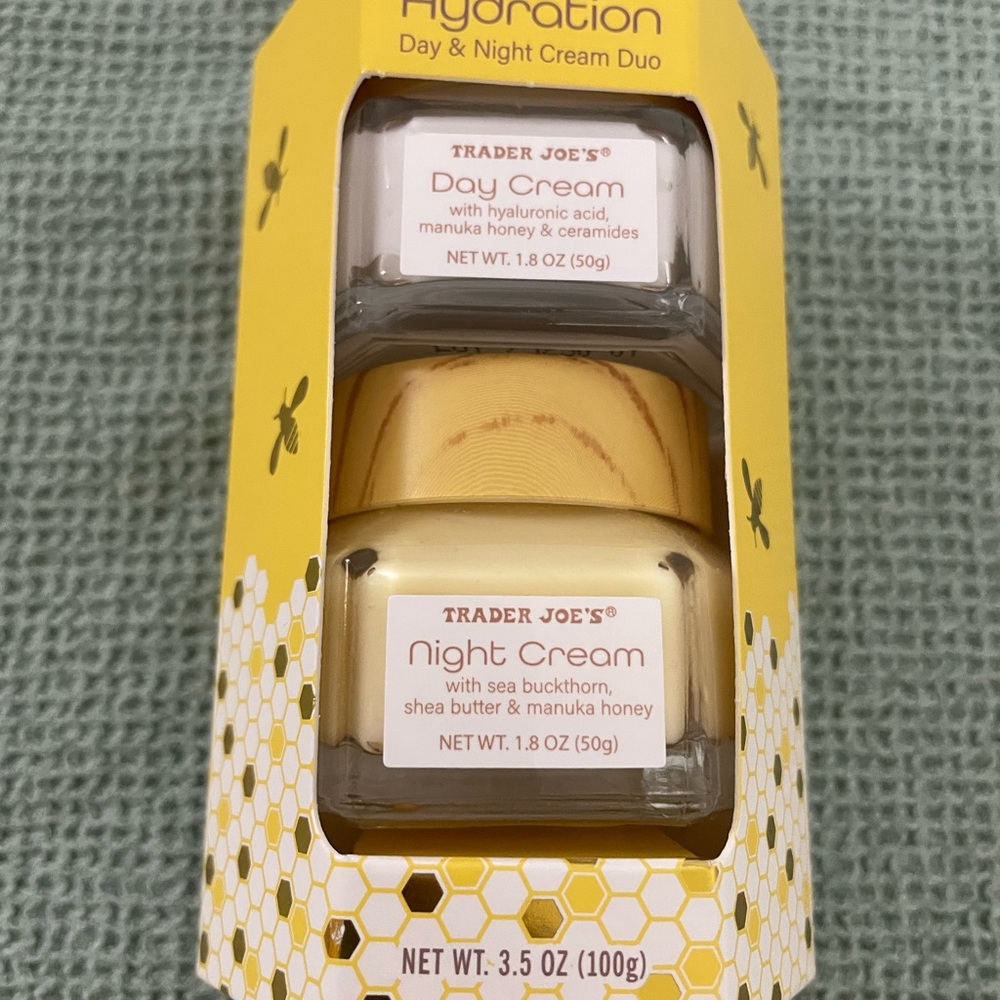 Hydration
Day & Night Cream Duo
TRADER JOE'S®
Day Cream
with hyaluronic acid,
manuka honey & ceramides
NET WT. 1.8 OZ (50g)
TRADER JOE'S®
Night Cream
with sea buckthorn,
shea butter & manuka honey
NET WT. 1.8 OZ (50g)
NET WT. 3.5 OZ (100g)